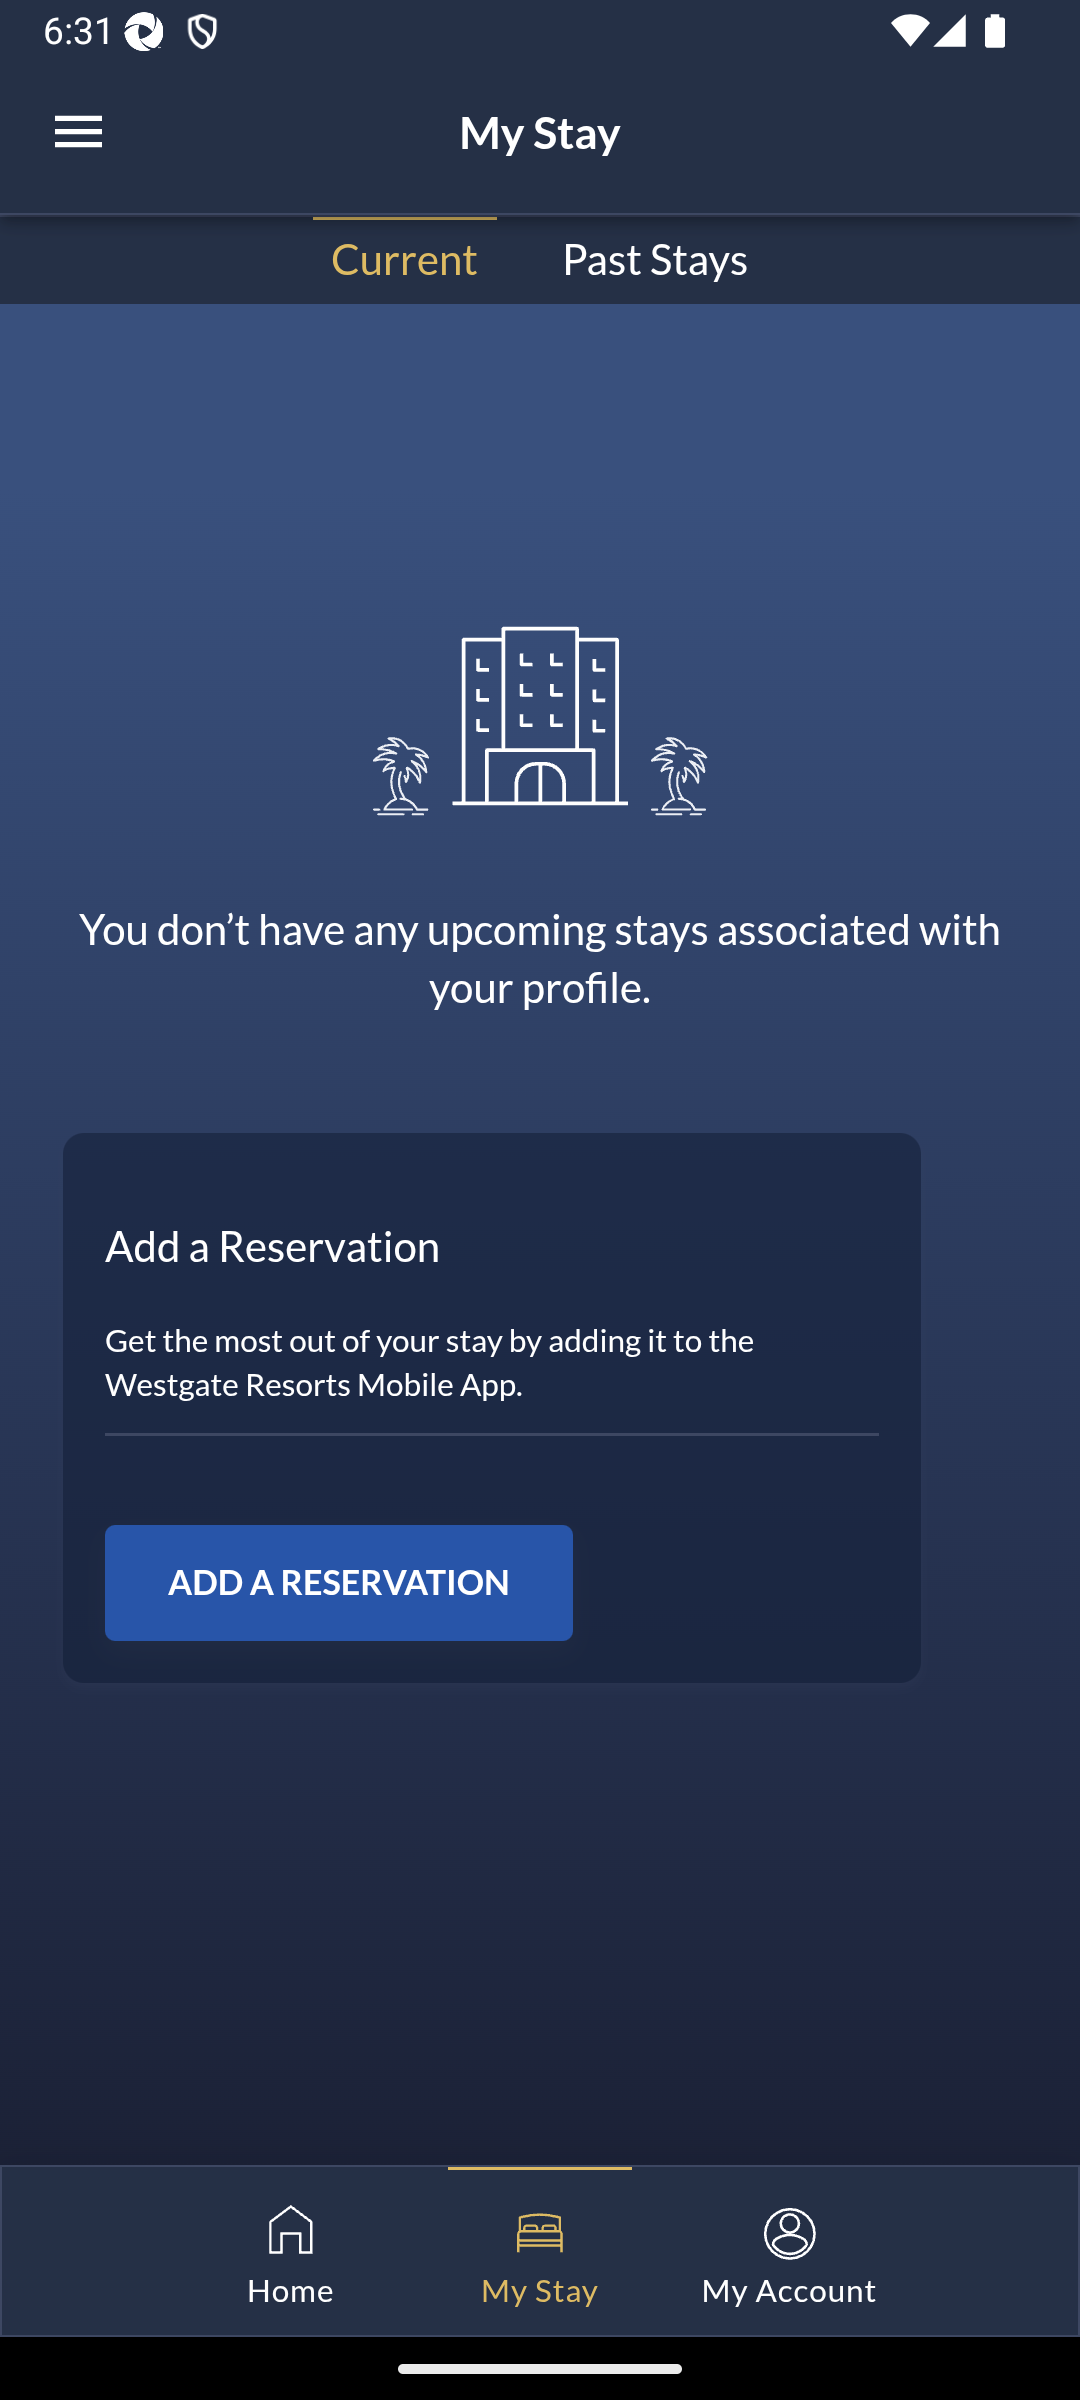 6:31
My Stay
Current
Past Stays
You don’t have any upcoming stays associated with
your profile.
Add a Reservation
Get the most out of your stay by adding it to the
Westgate Resorts Mobile App.
ADD A RESERVATION
Home
My Stay
My Account